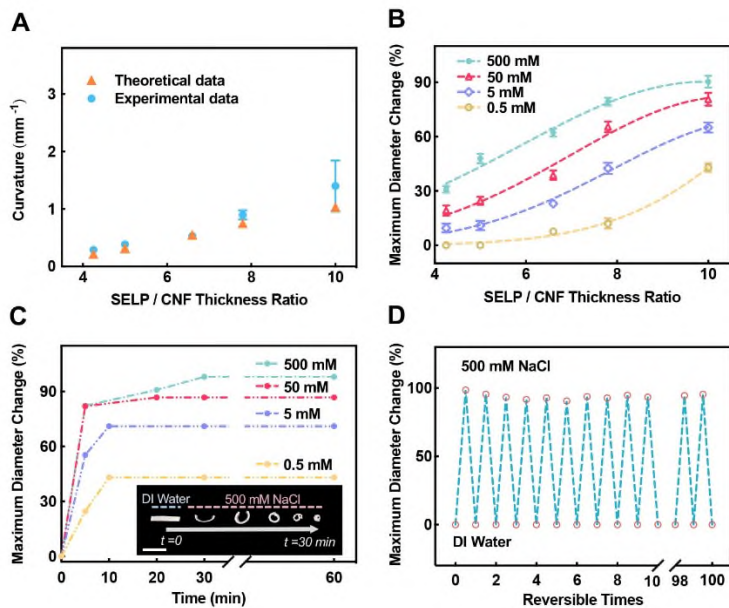 A
Curvature (mm⁻¹)
3
2
1
0
Theoretical data
Experimental data
4
6
8
10
SELP / CNF Thickness Ratio
B
Maximum Diameter Change (%)
90
60
30
0
500 mM
50 mM
5 mM
0.5 mM
4
6
8
10
SELP / CNF Thickness Ratio
C
Maximum Diameter Change (%)
90
60
30
0
500 mM
50 mM
5 mM
0.5 mM
DI Water
500 mM NaCl
t =0
t =30 min
0
10
20
30
60
Time (min)
D
Maximum Diameter Change (%)
100
50
0
500 mM NaCl
DI Water
0
2
4
6
8
10
98
100
Reversible Times